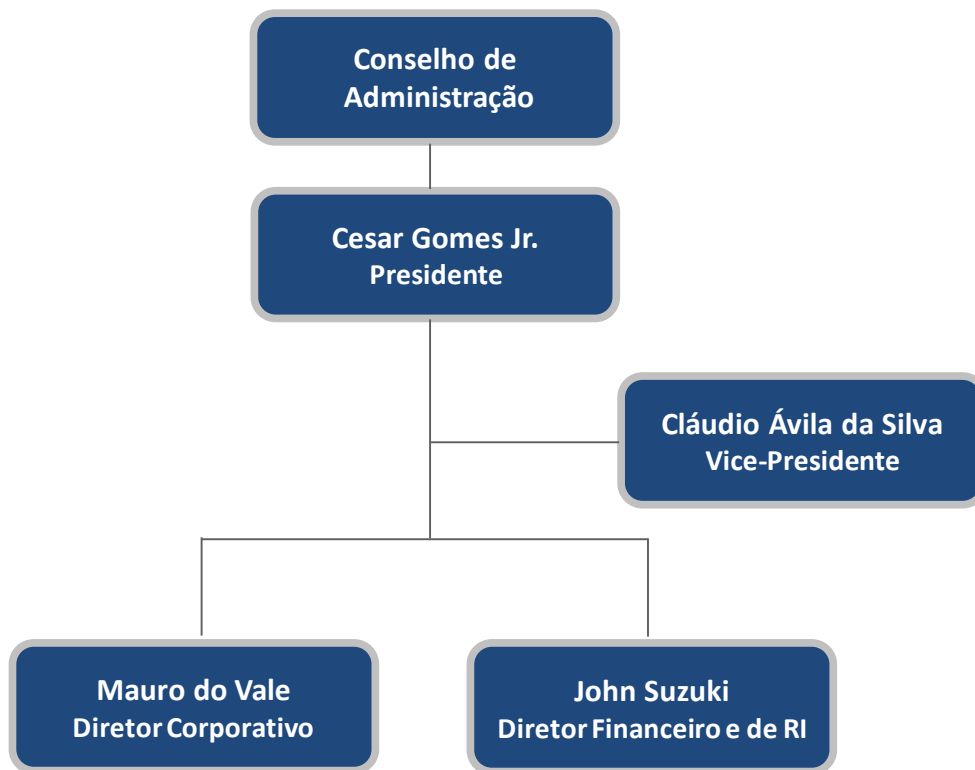 Conselho de
Administração
Cesar Gomes Jr.
Presidente
Cláudio Ávila da Silva
Vice-Presidente
Mauro do Vale
Diretor Corporativo
John Suzuki
Diretor Financeiro e de RI